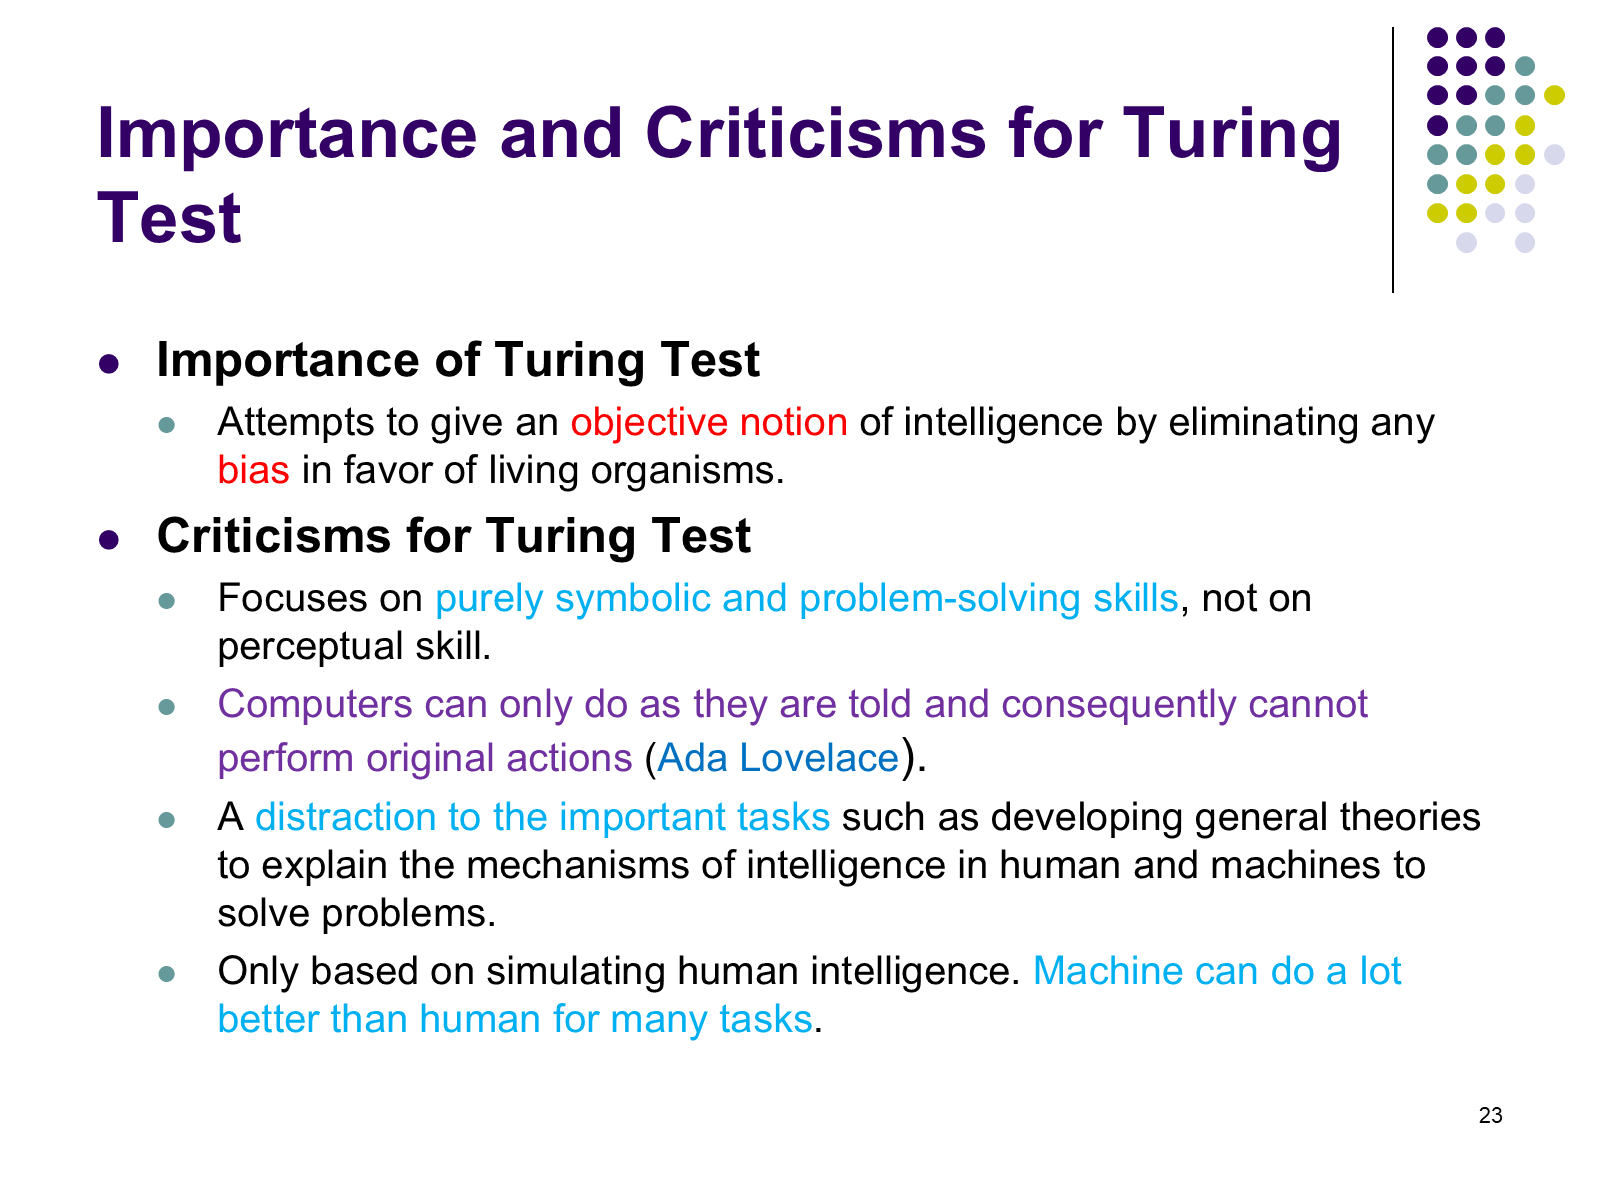 Importance and Criticisms for Turing
Test
Importance of Turing Test
Attempts to give an objective notion of intelligence by eliminating any
bias in favor of living organisms.
Criticisms for Turing Test
Focuses on purely symbolic and problem-solving skills, not on
perceptual skill.
Computers can only do as they are told and consequently cannot
perform original actions (Ada Lovelace).
A distraction to the important tasks such as developing general theories
to explain the mechanisms of intelligence in human and machines to
solve problems.
Only based on simulating human intelligence. Machine can do a lot
better than human for many tasks.
23